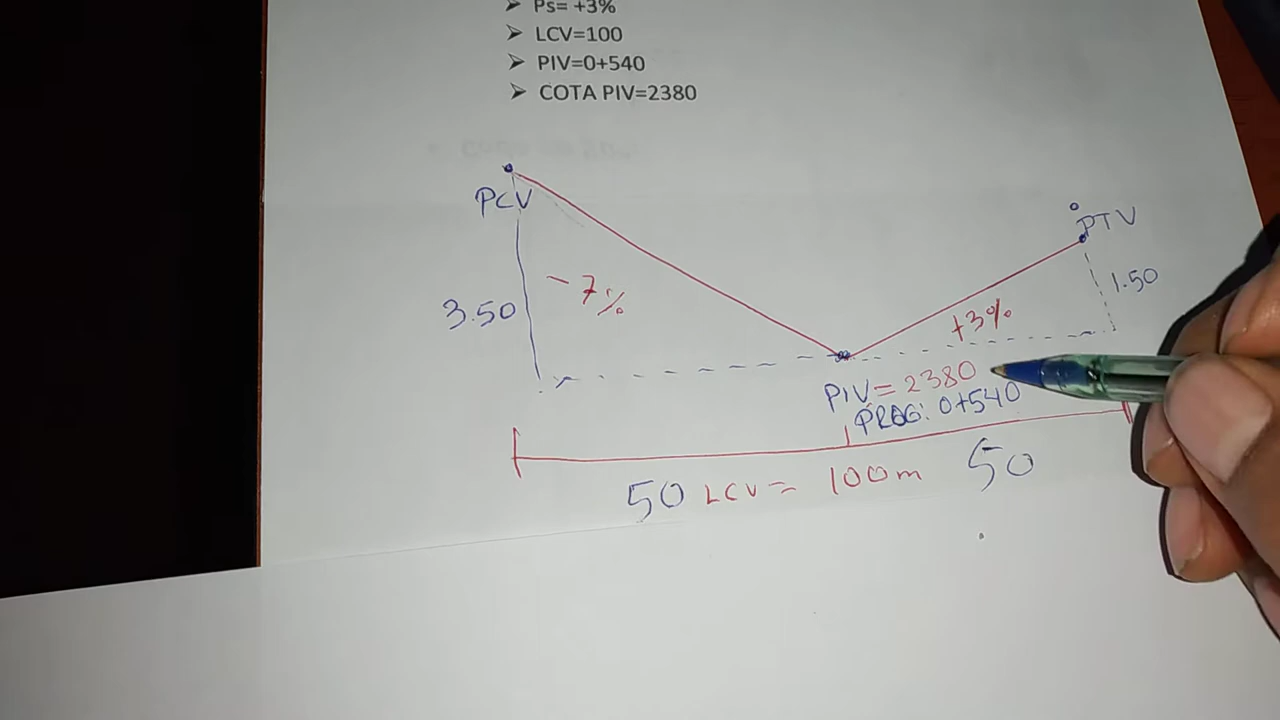 ➢ Ps= +3%
➢ LCV=100
➢ PIV=0+540
➢ COTA PIV=2380
PCV
PTV
3.50
- 7%
+3%
1.50
PIV= 2380
PROG: 0+540
50 LCV= 100m 50